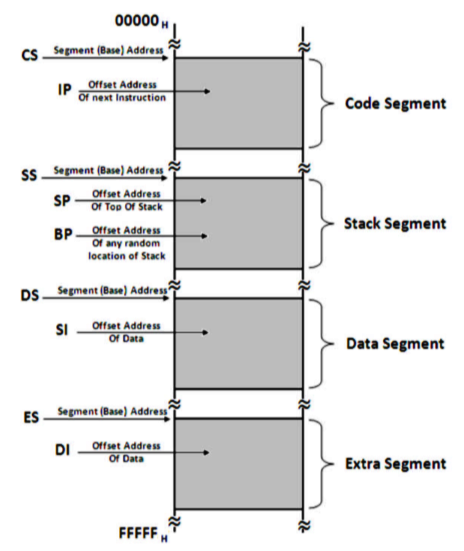 00000 H
CS Segment (Base) Address
IP Offset Address
Of next Instruction
Code Segment
SS Segment (Base) Address
SP Offset Address
Of Top Of Stack
Stack Segment
BP Offset Address
Of any random
location of Stack
DS Segment (Base) Address
SI Offset Address
Of Data
Data Segment
ES Segment (Base) Address
DI Offset Address
Of Data
Extra Segment
FFFFF H